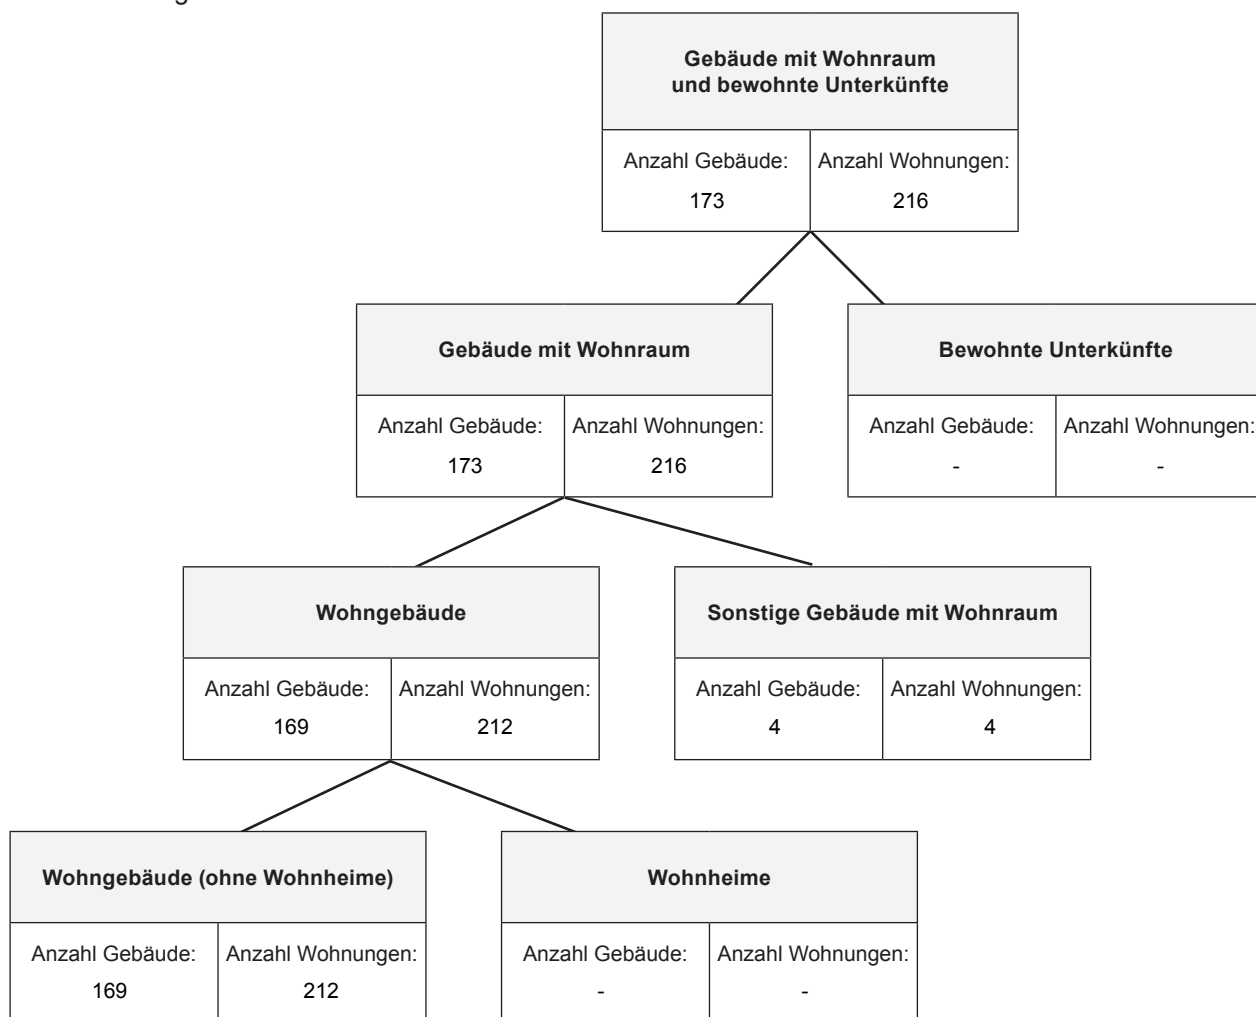 Gebäude mit Wohnraum
und bewohnte Unterkünfte
Anzahl Gebäude: Anzahl Wohnungen:
173 216
Gebäude mit Wohnraum
Anzahl Gebäude: Anzahl Wohnungen:
173 216
Bewohnte Unterkünfte
Anzahl Gebäude: Anzahl Wohnungen:
- -
Wohngebäude
Anzahl Gebäude: Anzahl Wohnungen:
169 212
Sonstige Gebäude mit Wohnraum
Anzahl Gebäude: Anzahl Wohnungen:
4 4
Wohngebäude (ohne Wohnheime)
Anzahl Gebäude: Anzahl Wohnungen:
169 212
Wohnheime
Anzahl Gebäude: Anzahl Wohnungen:
- -